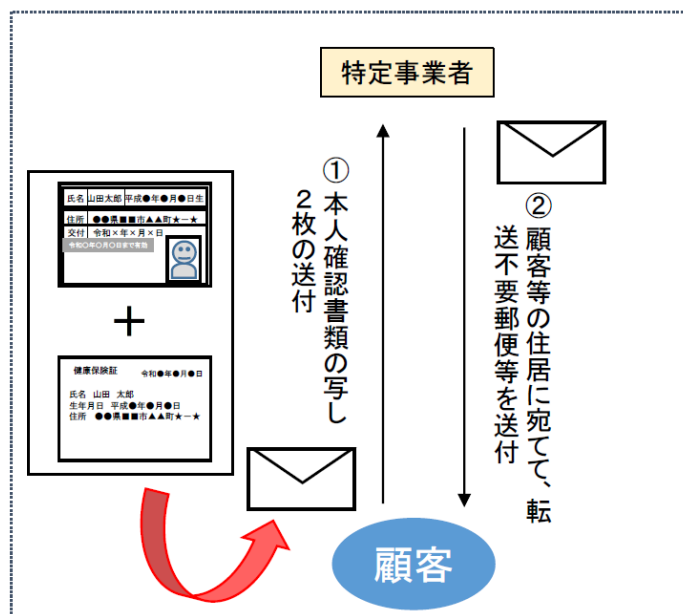 特定事業者
① 本人確認書類の写し
２枚の送付
② 顧客等の住居に宛てて、転
送不要郵便等を送付
氏名 山田太郎 平成●年●月●日生
住所 ●●県■■市▲▲町★－★
交付 令和×年×月×日
令和〇年〇月〇日まで有効
＋
健康保険証 令和●年●月●日
氏名 山田 太郎
生年月日 平成●年●月●日
住所 ●●県■■市▲▲町★－★
顧客